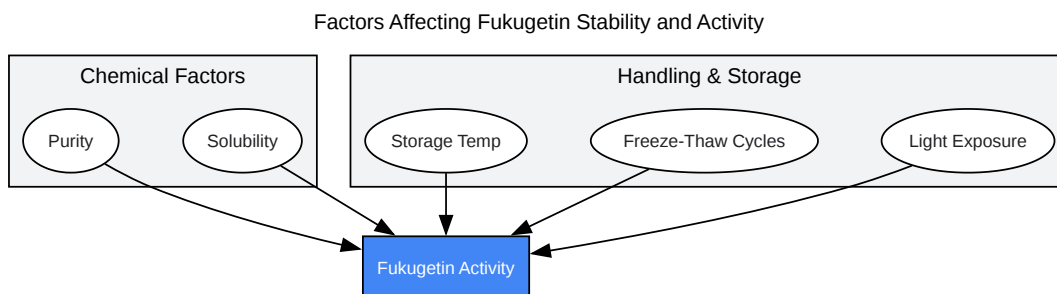 Factors Affecting Fukugetin Stability and Activity
Chemical Factors
Handling & Storage
Purity
Solubility
Storage Temp
Freeze-Thaw Cycles
Light Exposure
Fukugetin Activity